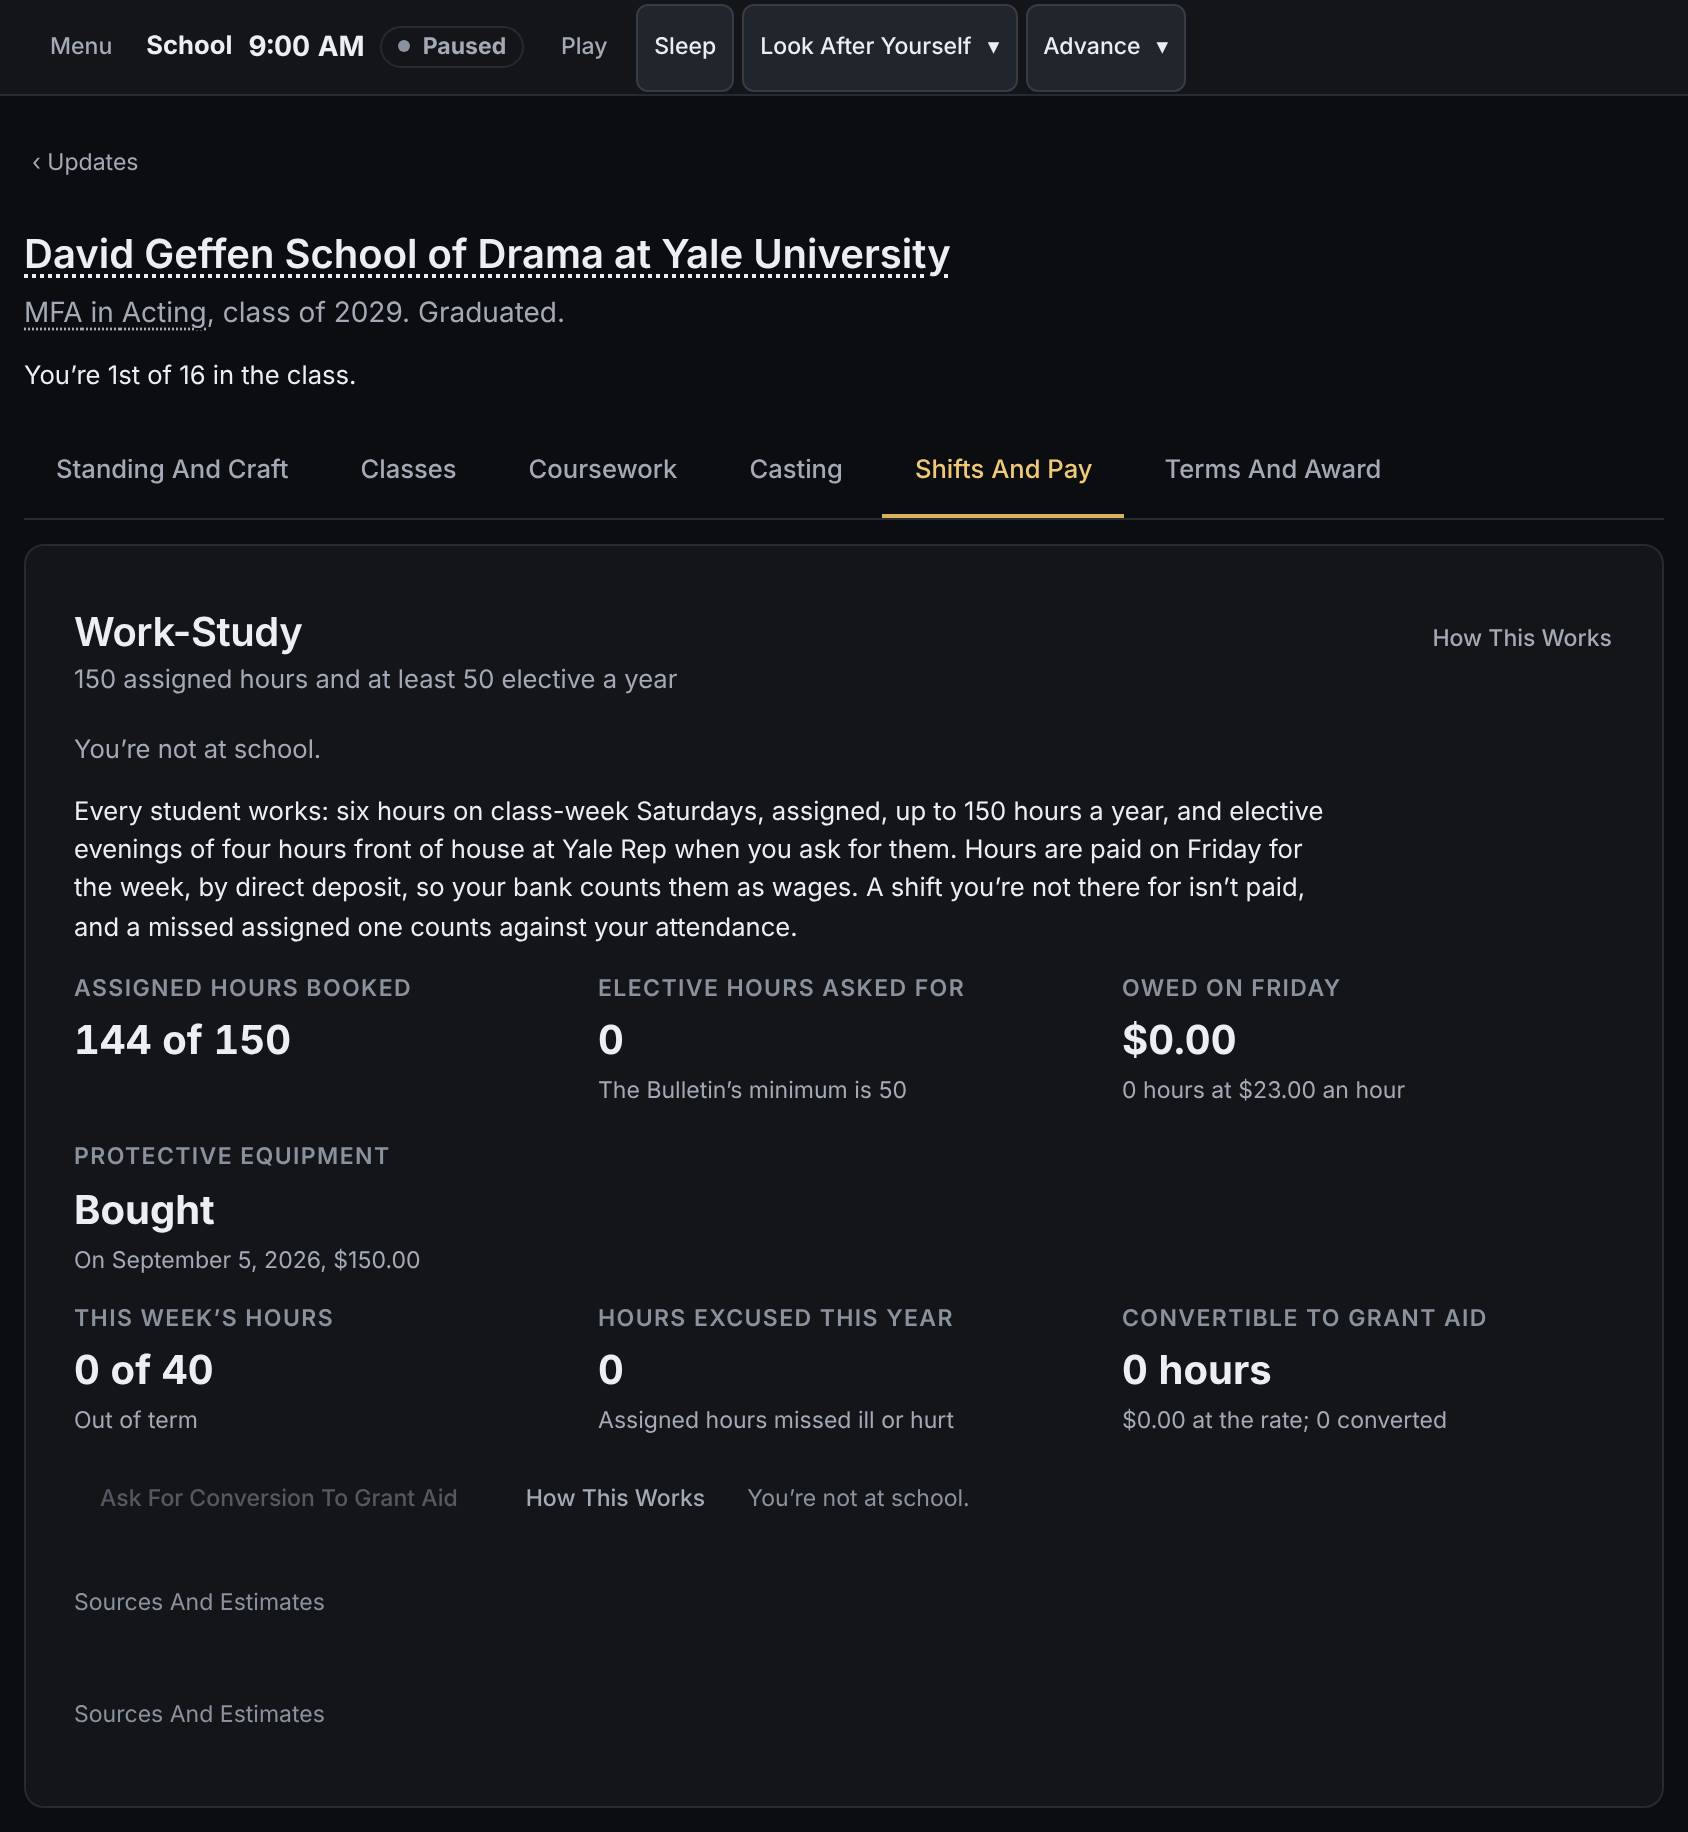 Menu School 9:00 AM Paused Play Sleep Look After Yourself ▼ Advance ▼
‹ Updates
David Geffen School of Drama at Yale University
MFA in Acting, class of 2029. Graduated.
You’re 1st of 16 in the class.
Standing And Craft Classes Coursework Casting Shifts And Pay Terms And Award
Work-Study How This Works
150 assigned hours and at least 50 elective a year
You’re not at school.
Every student works: six hours on class-week Saturdays, assigned, up to 150 hours a year, and elective
evenings of four hours front of house at Yale Rep when you ask for them. Hours are paid on Friday for
the week, by direct deposit, so your bank counts them as wages. A shift you’re not there for isn’t paid,
and a missed assigned one counts against your attendance.
ASSIGNED HOURS BOOKED ELECTIVE HOURS ASKED FOR OWED ON FRIDAY
144 of 150 0 $0.00
The Bulletin’s minimum is 50 0 hours at $23.00 an hour
PROTECTIVE EQUIPMENT
Bought
On September 5, 2026, $150.00
THIS WEEK’S HOURS HOURS EXCUSED THIS YEAR CONVERTIBLE TO GRANT AID
0 of 40 0 0 hours
Out of term Assigned hours missed ill or hurt $0.00 at the rate; 0 converted
Ask For Conversion To Grant Aid How This Works You’re not at school.
Sources And Estimates
Sources And Estimates